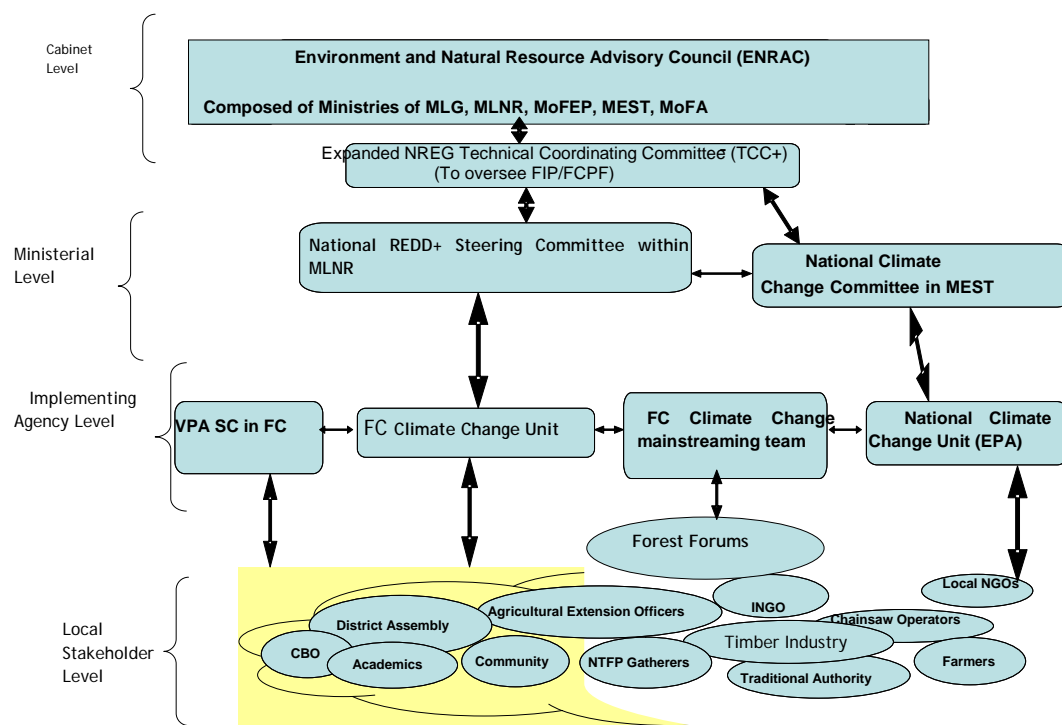 Cabinet
Level
Environment and Natural Resource Advisory Council (ENRAC)
Composed of Ministries of MLG, MLNR, MoFEP, MEST, MoFA
Expanded NREG Technical Coordinating Committee (TCC+)
(To oversee FIP/FCPF)
Ministerial
Level
National REDD+ Steering Committee within
MLNR
National Climate
Change Committee in MEST
Implementing
Agency Level
VPA SC in FC
FC Climate Change Unit
FC Climate Change
mainstreaming team
National Climate
Change Unit (EPA)
Forest Forums
Local
Stakeholder
Level
District Assembly
Agricultural Extension Officers
INGO
Local NGOs
Chainsaw Operators
CBO
Academics
Community
NTFP Gatherers
Timber Industry
Traditional Authority
Farmers